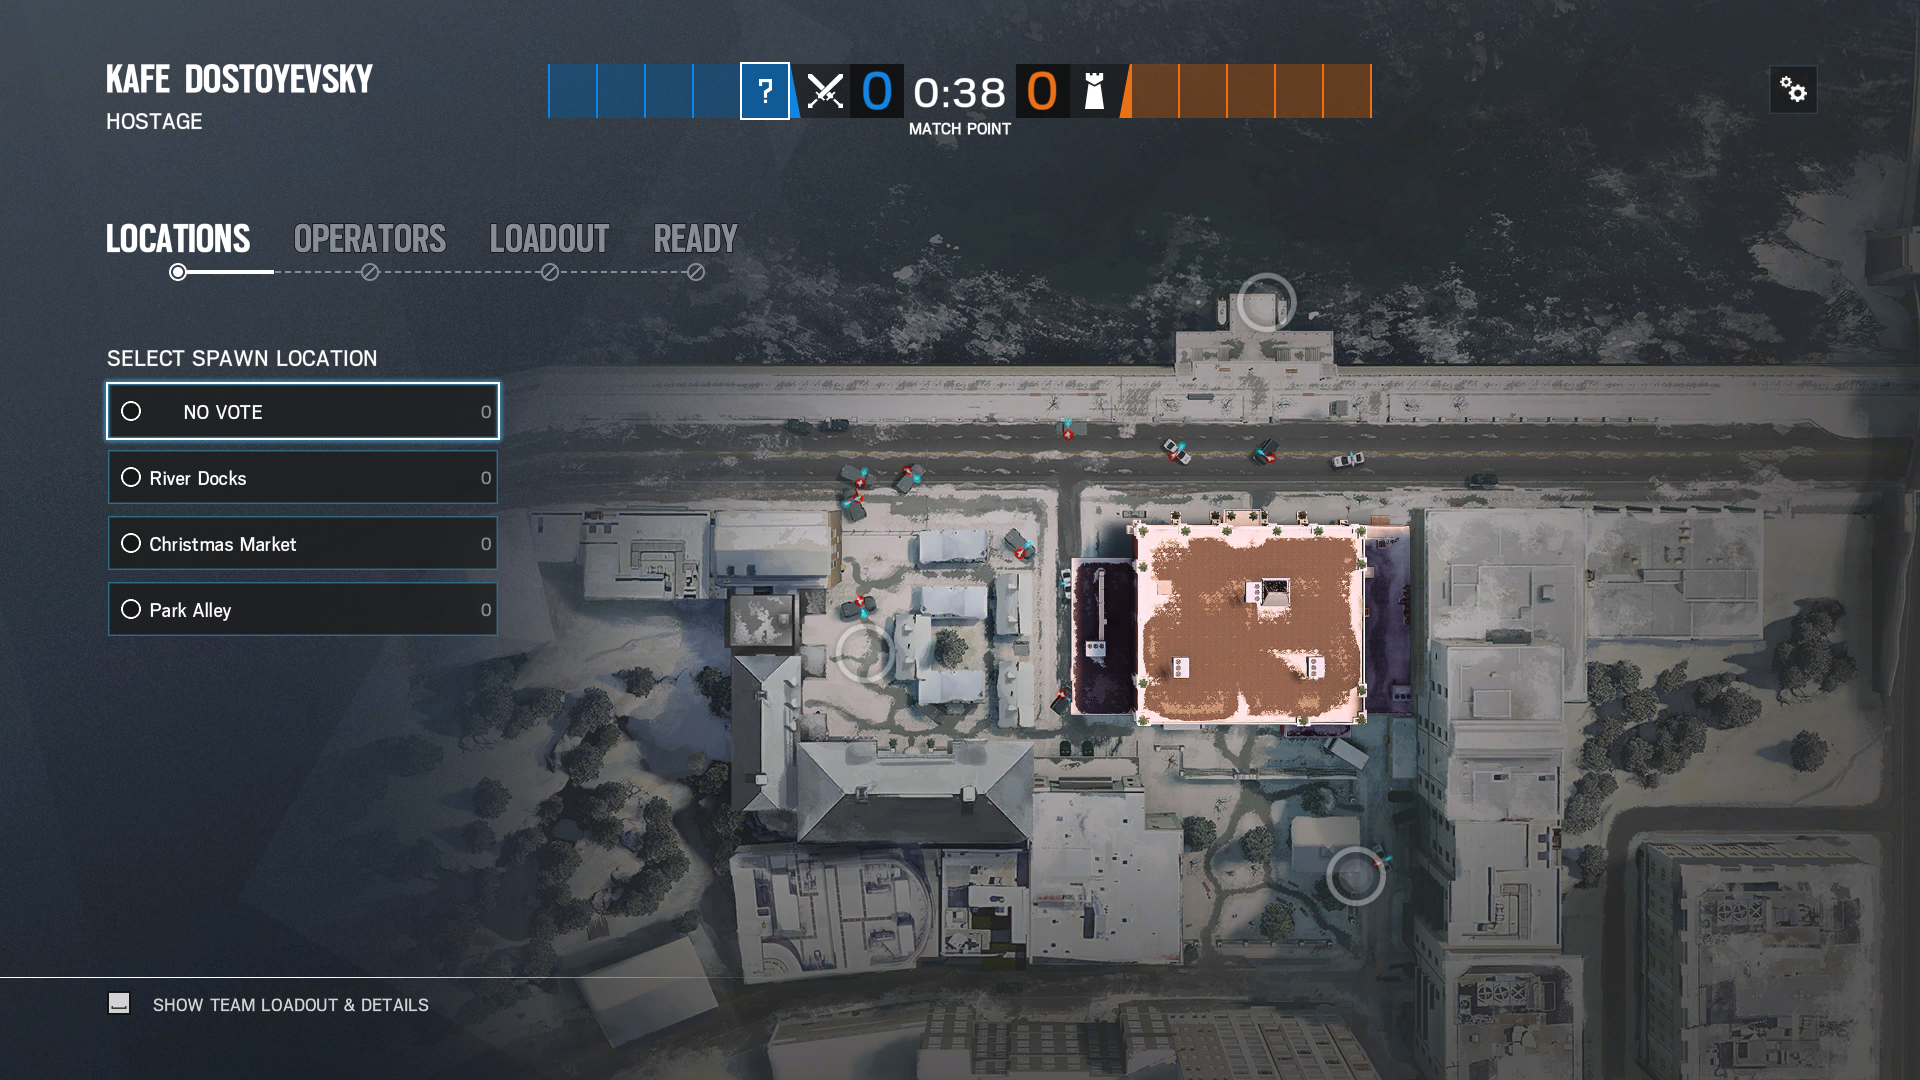 KAFE DOSTOYEVSKY
HOSTAGE
?
0
0:38
0
MATCH POINT
LOCATIONS
OPERATORS
LOADOUT
READY
SELECT SPAWN LOCATION
NO VOTE 0
River Docks 0
Christmas Market 0
Park Alley 0
SHOW TEAM LOADOUT & DETAILS